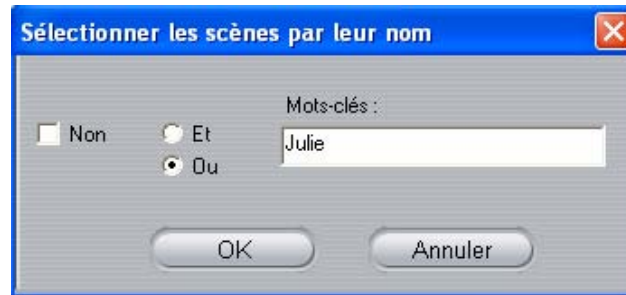 Sélectionner les scènes par leur nom
Mots-clés :
Non
Et
Julie
Ou
OK
Annuler